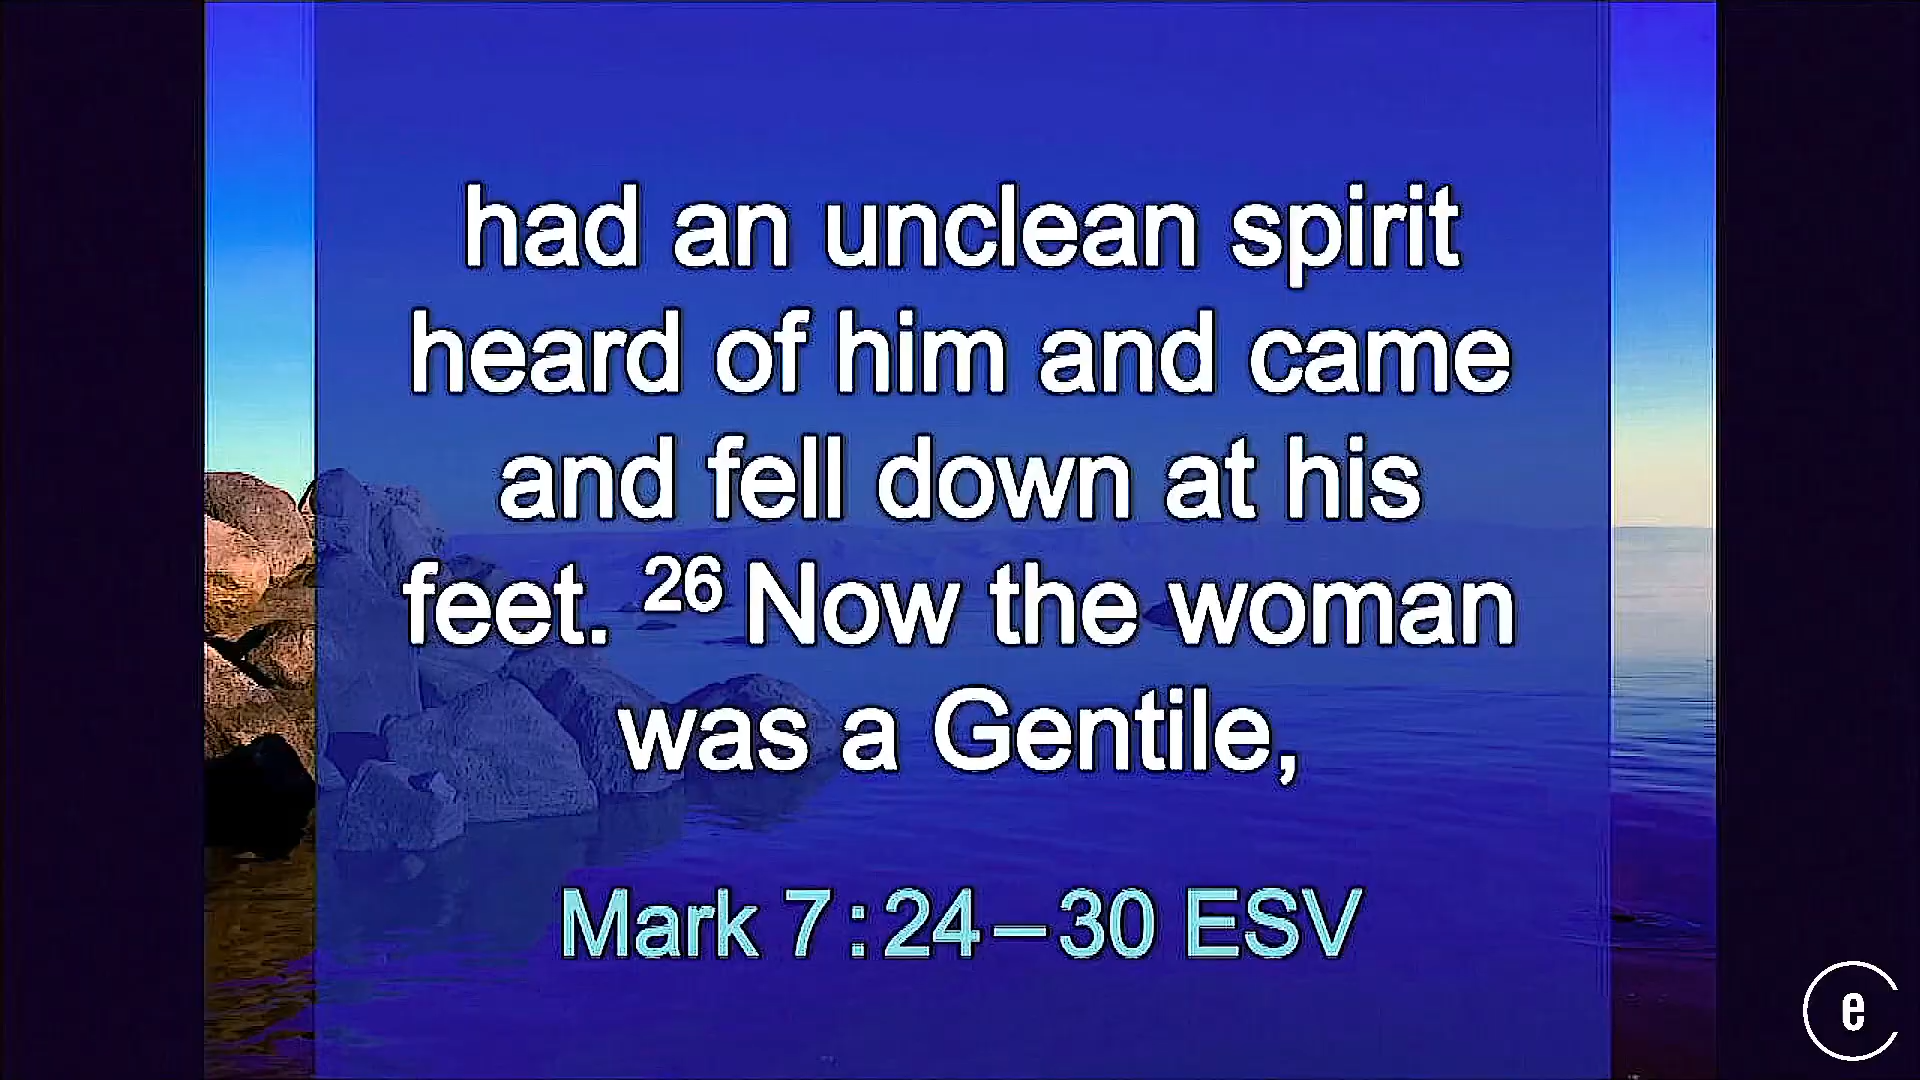 had an unclean spirit
heard of him and came
and fell down at his
feet. 26 Now the woman
was a Gentile,
Mark 7:24–30 ESV
e